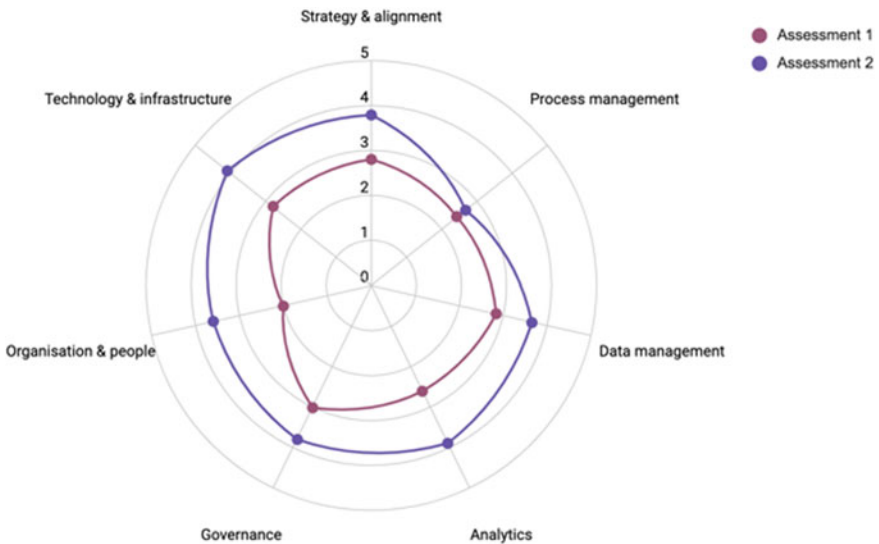 Strategy & alignment
Assessment 1
Assessment 2
5
Technology & infrastructure
4
Process management
3
2
1
0
Organisation & people
Data management
Governance
Analytics